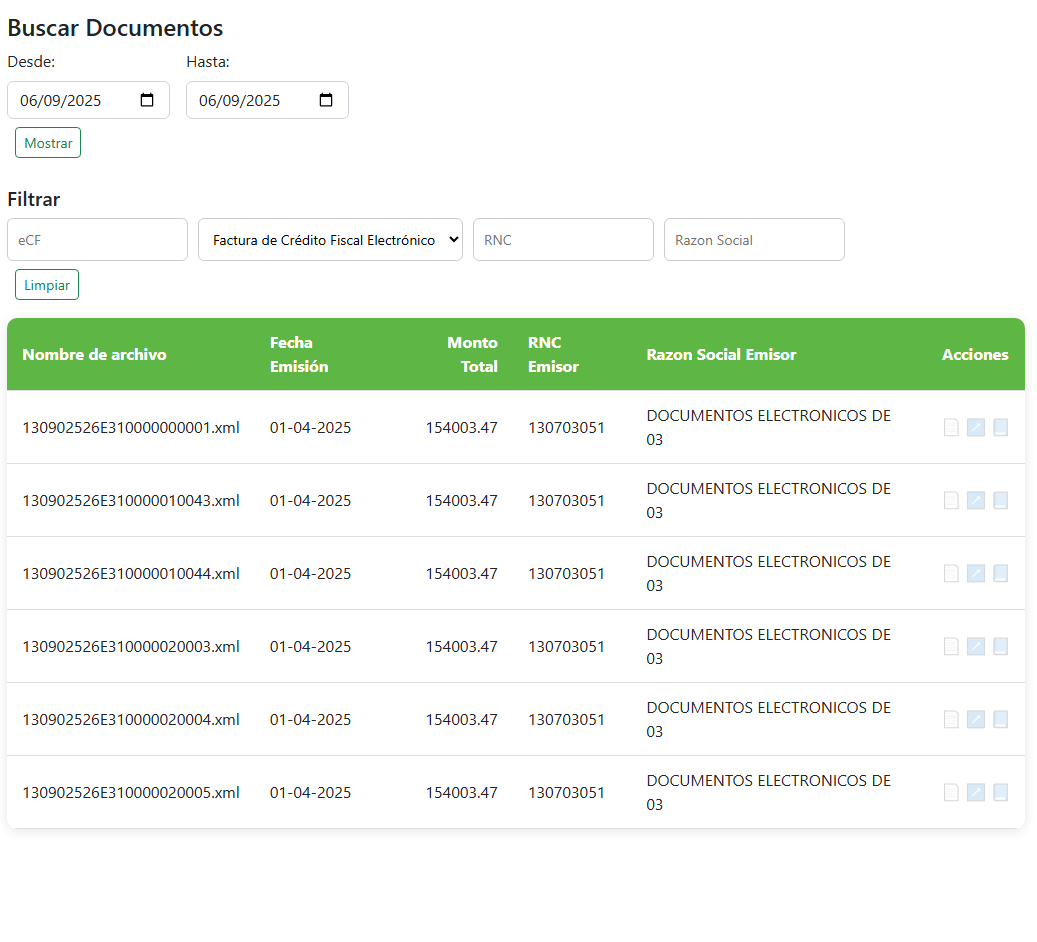 Buscar Documentos
Desde: Hasta:
06/09/2025 06/09/2025
Mostrar
Filtrar
eCF Factura de Crédito Fiscal Electrónico RNC Razon Social
Limpiar
Nombre de archivo Fecha Emisión Monto Total RNC Emisor Razon Social Emisor Acciones
130902526E310000000001.xml 01-04-2025 154003.47 130703051 DOCUMENTOS ELECTRONICOS DE 03
130902526E310000010043.xml 01-04-2025 154003.47 130703051 DOCUMENTOS ELECTRONICOS DE 03
130902526E310000010044.xml 01-04-2025 154003.47 130703051 DOCUMENTOS ELECTRONICOS DE 03
130902526E310000020003.xml 01-04-2025 154003.47 130703051 DOCUMENTOS ELECTRONICOS DE 03
130902526E310000020004.xml 01-04-2025 154003.47 130703051 DOCUMENTOS ELECTRONICOS DE 03
130902526E310000020005.xml 01-04-2025 154003.47 130703051 DOCUMENTOS ELECTRONICOS DE 03